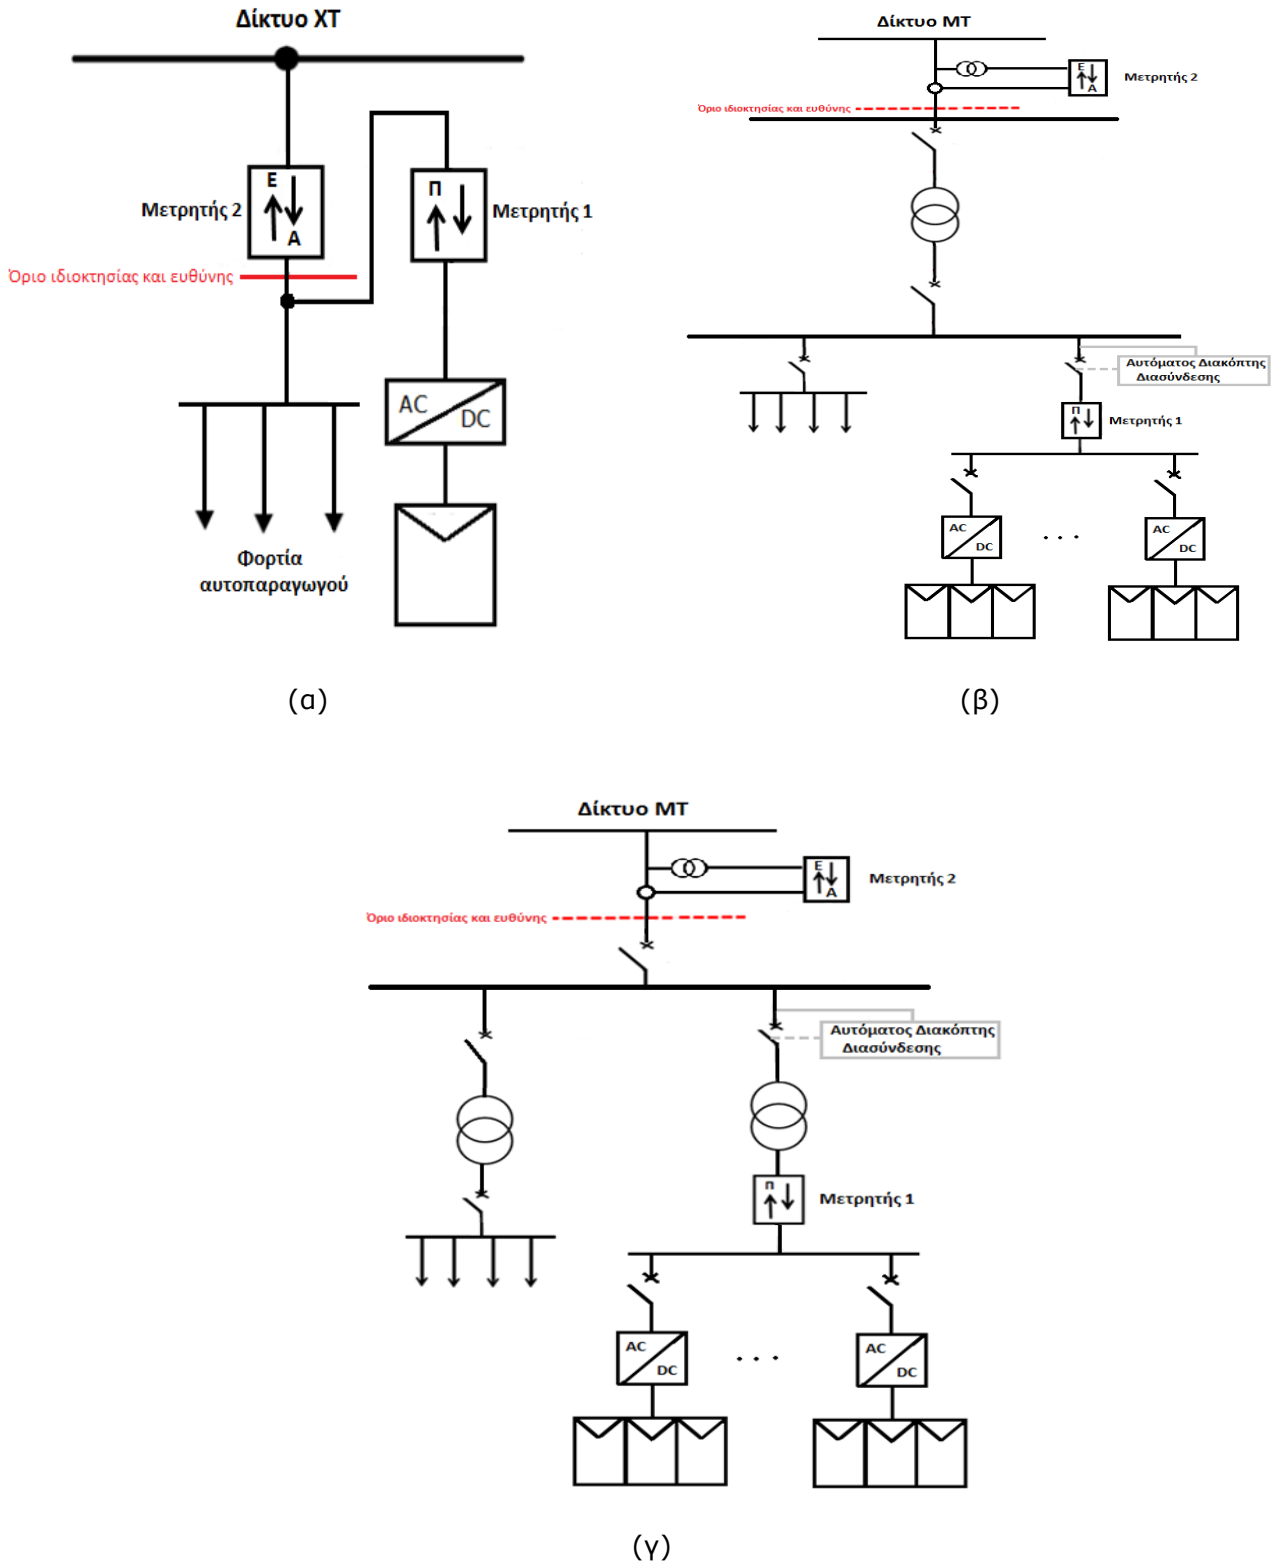 Δίκτυο ΧΤ
Ε
Α
Μετρητής 2
Π
Μετρητής 1
Όριο ιδιοκτησίας και ευθύνης
AC
DC
Φορτία
αυτοπαραγωγού
(α)
Δίκτυο ΜΤ
Ε
Α
Μετρητής 2
Όριο ιδιοκτησίας και ευθύνης
Αυτόματος Διακόπτης
Διασύνδεσης
Π
Μετρητής 1
AC
DC
. . .
AC
DC
(β)
Δίκτυο ΜΤ
Ε
Α
Μετρητής 2
Όριο ιδιοκτησίας και ευθύνης
Αυτόματος Διακόπτης
Διασύνδεσης
Π
Μετρητής 1
AC
DC
. . .
AC
DC
(γ)